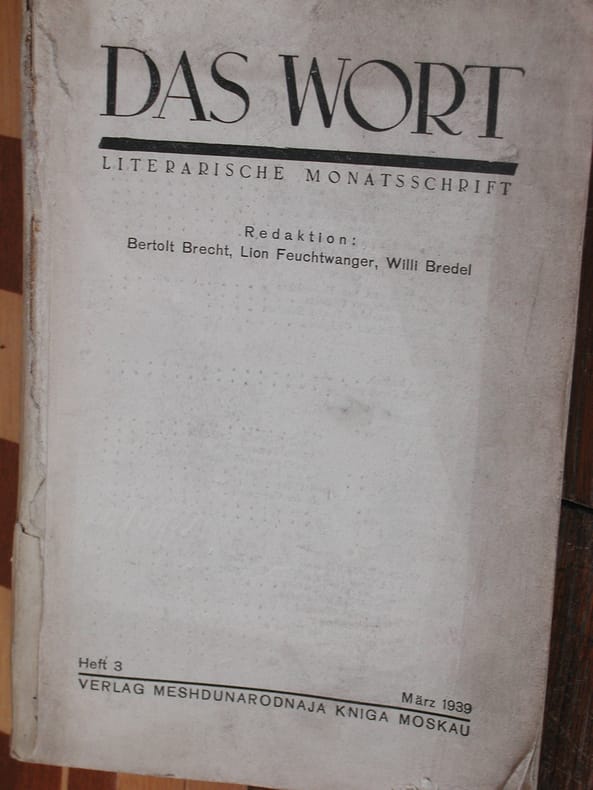 DAS WORT
LITERARISCHE MONATSSCHRIFT
Redaktion:
Bertolt Brecht, Lion Feuchtwanger, Willi Bredel
Heft 3
März 1939
VERLAG MESHDUNARODNAJA KNIGA MOSKAU